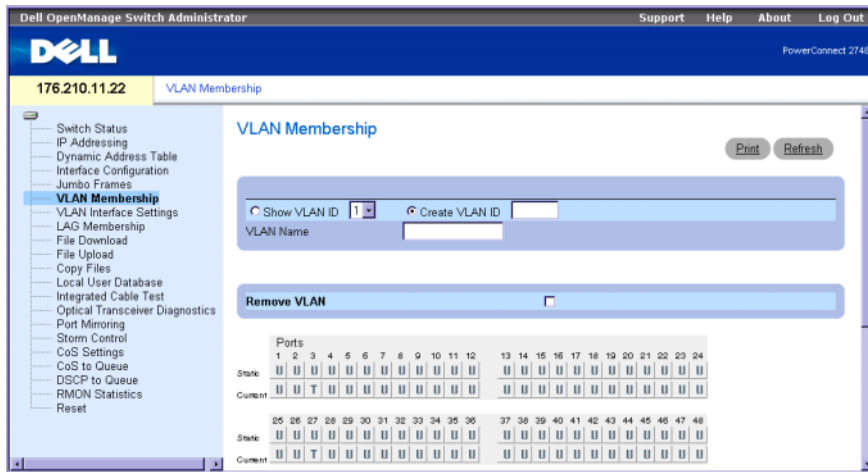 Dell OpenManage Switch Administrator
Support Help About Log Out
DELL
PowerConnect 2748
176.210.11.22
VLAN Membership
Switch Status
IP Addressing
Dynamic Address Table
Interface Configuration
Jumbo Frames
VLAN Membership
VLAN Interface Settings
LAG Membership
File Download
File Upload
Copy Files
Local User Database
Integrated Cable Test
Optical Transceiver Diagnostics
Port Mirroring
Storm Control
CoS Settings
CoS to Queue
DSCP to Queue
RMON Statistics
Reset
VLAN Membership
Print Refresh
Show VLAN ID 1 Create VLAN ID
VLAN Name
Remove VLAN
Ports
1 2 3 4 5 6 7 8 9 10 11 12 13 14 15 16 17 18 19 20 21 22 23 24
Static U U U U U U U U U U U U U U U U U U U U U U U U
Current U U T U U U U U U U U U U U U U U U U U U U U U
25 26 27 28 29 30 31 32 33 34 35 36 37 38 39 40 41 42 43 44 45 46 47 48
Static U U U U U U U U U U U U U U U U U U U U U U U U
Current U U T U U U U U U U U U U U U U U U U U U U U U